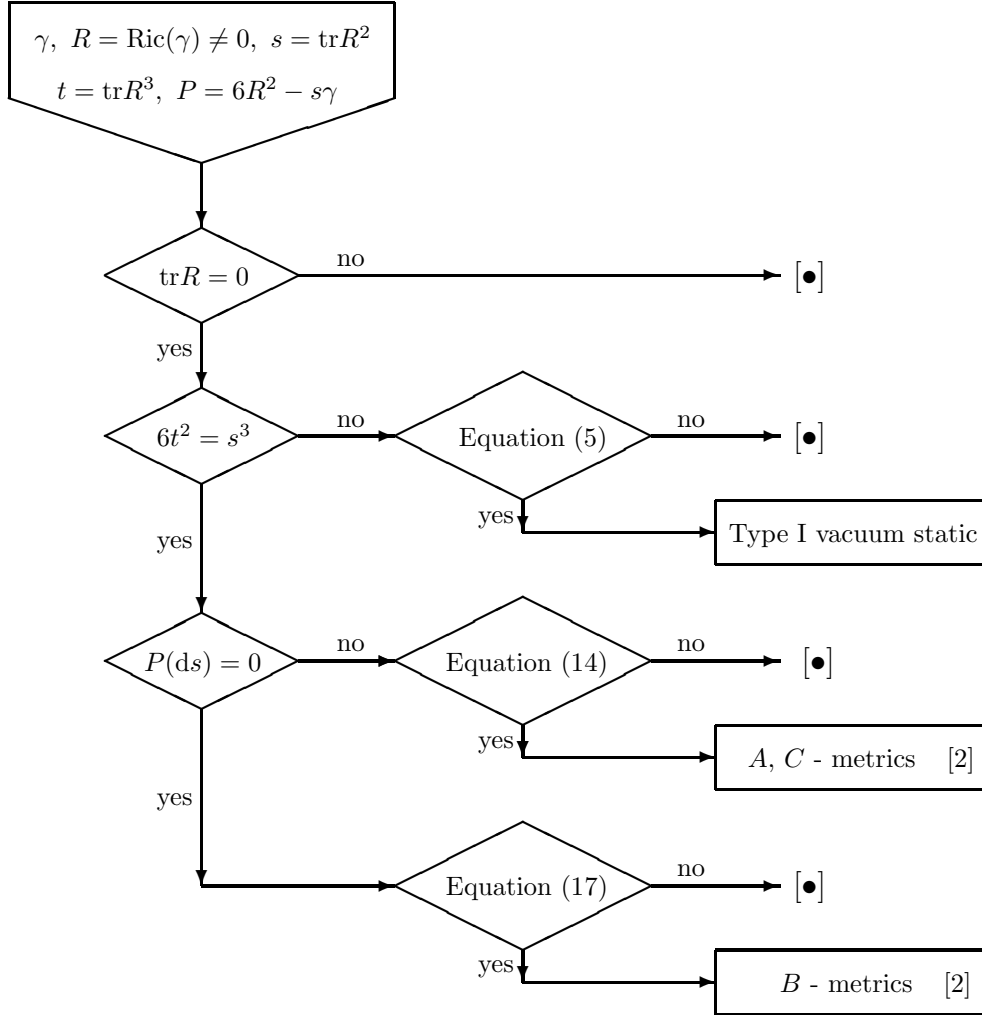 γ, R = Ric(γ) ≠ 0, s = trR²
t = trR³, P = 6R² − sγ
trR = 0
no
[•]
yes
6t² = s³
no
Equation (5)
no
[•]
yes
Type I vacuum static
yes
P(ds) = 0
no
Equation (14)
no
[•]
yes
A, C - metrics [2]
yes
Equation (17)
no
[•]
yes
B - metrics [2]